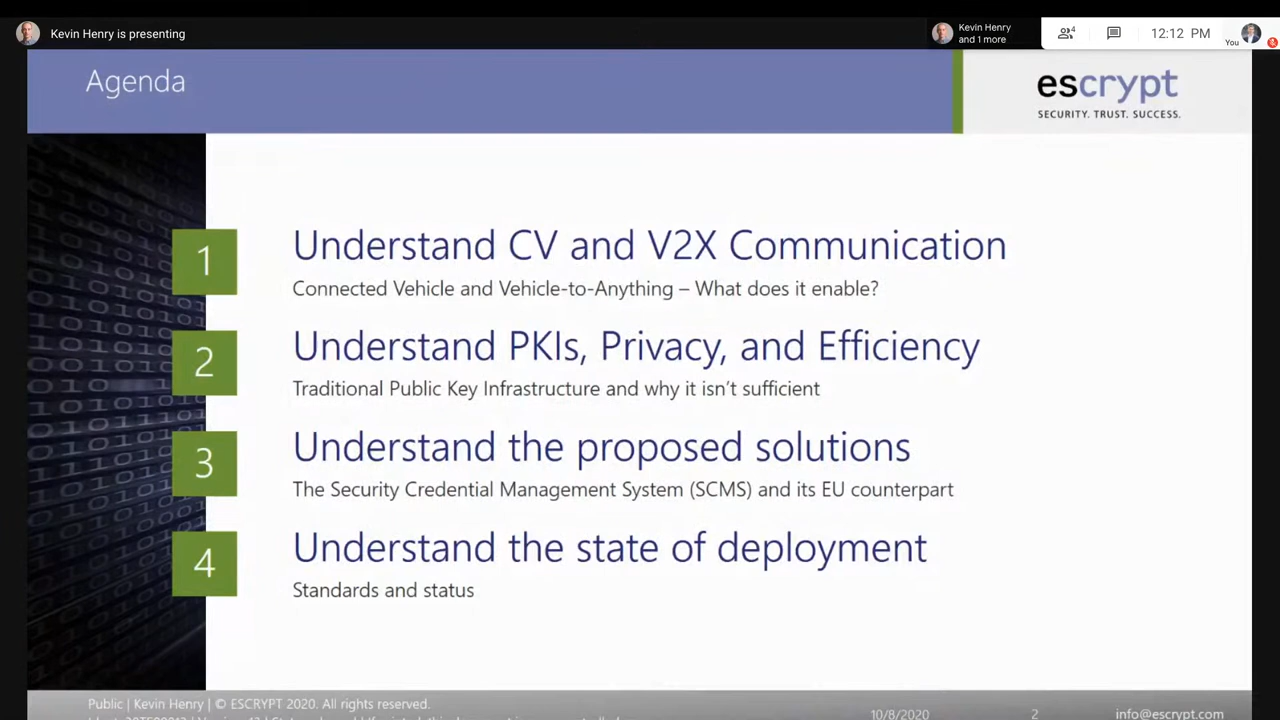 Kevin Henry is presenting
Kevin Henry
and 1 more
4
12:12 PM
You
Agenda
escrypt
SECURITY. TRUST. SUCCESS.
1
Understand CV and V2X Communication
Connected Vehicle and Vehicle-to-Anything – What does it enable?
2
Understand PKIs, Privacy, and Efficiency
Traditional Public Key Infrastructure and why it isn't sufficient
3
Understand the proposed solutions
The Security Credential Management System (SCMS) and its EU counterpart
4
Understand the state of deployment
Standards and status
Public | Kevin Henry | © ESCRYPT 2020. All rights reserved.
10/8/2020
2
info@escrypt.com